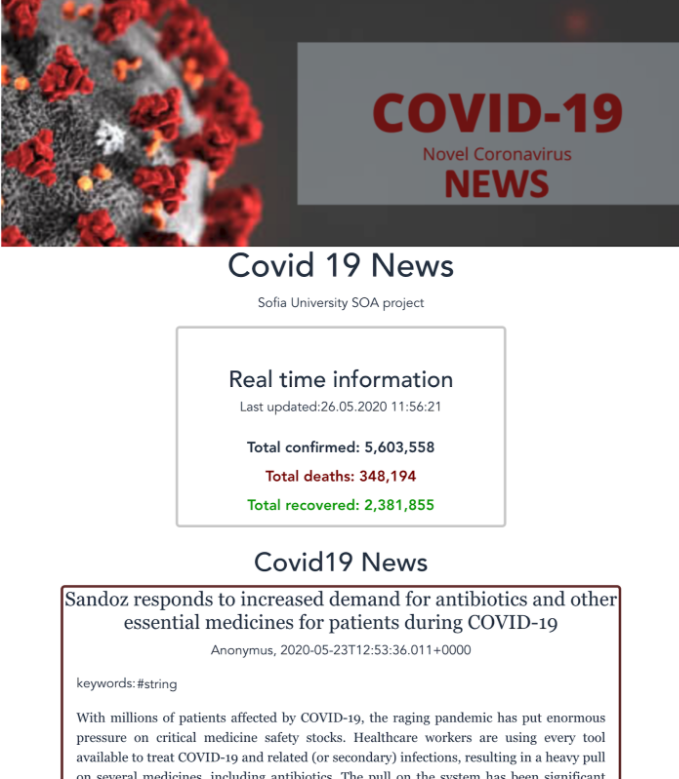 COVID-19
Novel Coronavirus
NEWS
Covid 19 News
Sofia University SOA project
Real time information
Last updated:26.05.2020 11:56:21
Total confirmed: 5,603,558
Total deaths: 348,194
Total recovered: 2,381,855
Covid19 News
Sandoz responds to increased demand for antibiotics and other
essential medicines for patients during COVID-19
Anonymus, 2020-05-23T12:53:36.011+0000
keywords:#string
With millions of patients affected by COVID-19, the raging pandemic has put enormous
pressure on critical medicine safety stocks. Healthcare workers are using every tool
available to treat COVID-19 and related (or secondary) infections, resulting in a heavy pull
on several medicines, including antibiotics. The pull on the system has been significant